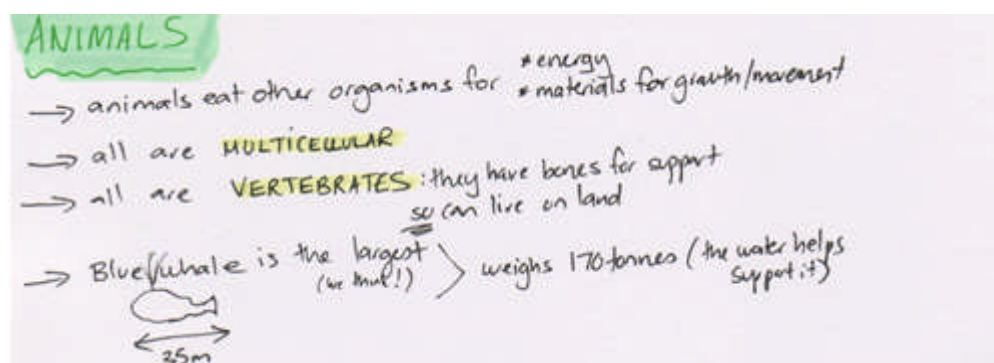 ANIMALS
→ animals eat other organisms for * energy
* materials for growth/movement
→ all are MULTICELLULAR
→ all are VERTEBRATES: they have bones for support
so can live on land
→ Blue whale is the largest } weighs 170 tonnes (the water helps
(we think!) support it)
35m